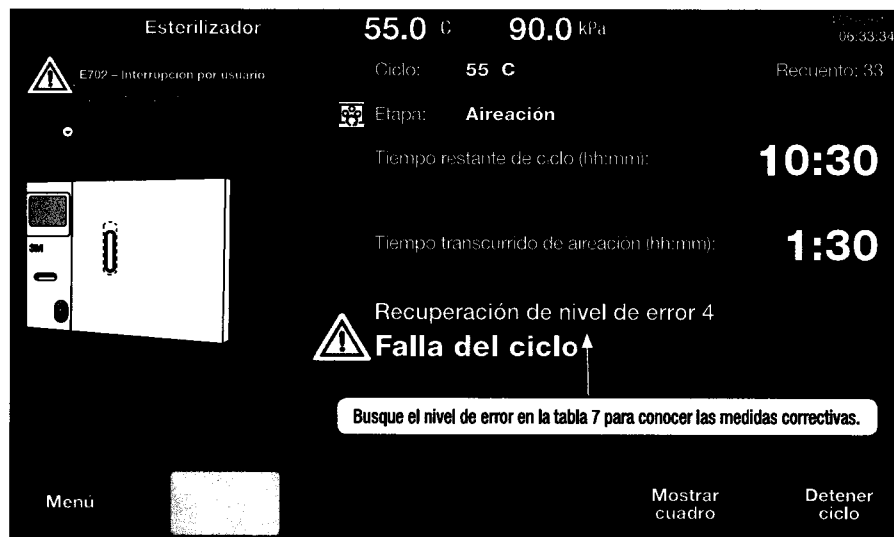 Esterilizador
55.0 C 90.0 kPa
06:33:34
E702 – Interrupción por usuario
Ciclo: 55 C
Recuento: 33
Etapa: Aireación
Tiempo restante de ciclo (hh:mm): 10:30
3M
Tiempo transcurrido de aireación (hh:mm): 1:30
Recuperación de nivel de error 4
Falla del ciclo
Busque el nivel de error en la tabla 7 para conocer las medidas correctivas.
Menú
Mostrar
cuadro
Detener
ciclo